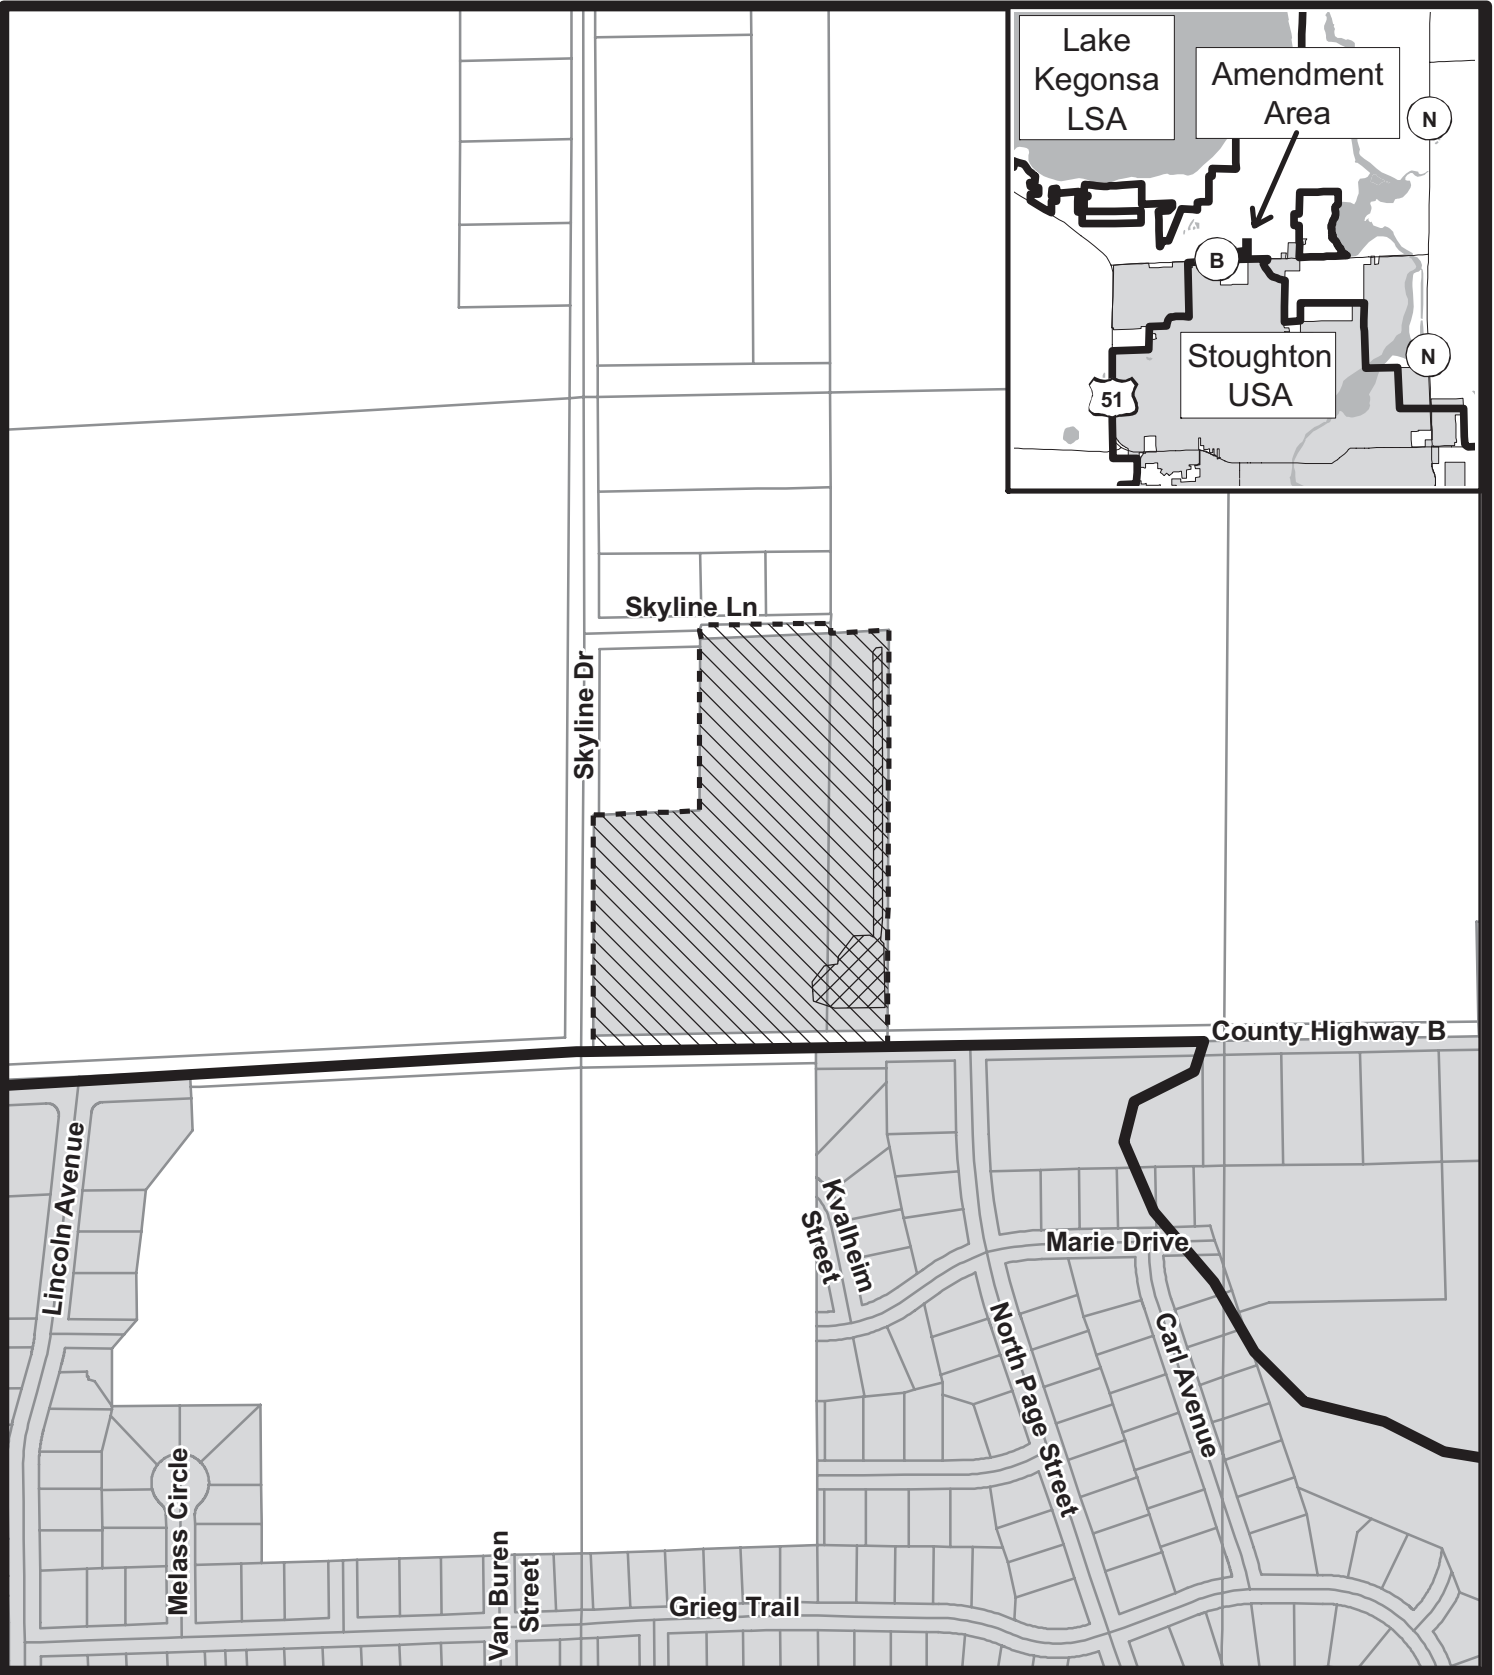 Lake
Kegonsa
LSA
Amendment
Area
N
B
Stoughton
USA
N
51
Skyline Ln
Skyline Dr
County Highway B
Lincoln Avenue
Kvalheim
Street
Marie Drive
North Page Street
Carl Avenue
Melass Circle
Van Buren
Street
Grieg Trail